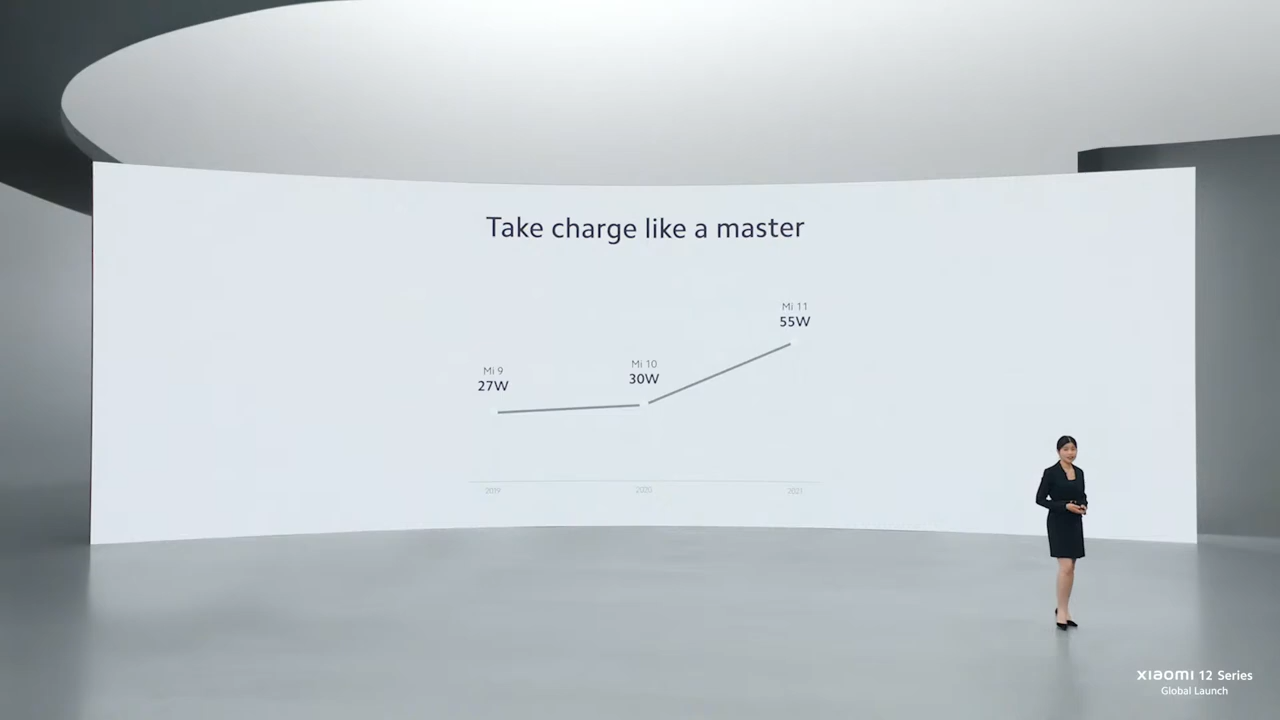 Take charge like a master
Mi 11
55W
Mi 10
30W
Mi 9
27W
2019
2020
2021
XIAOMI 12 Series
Global Launch